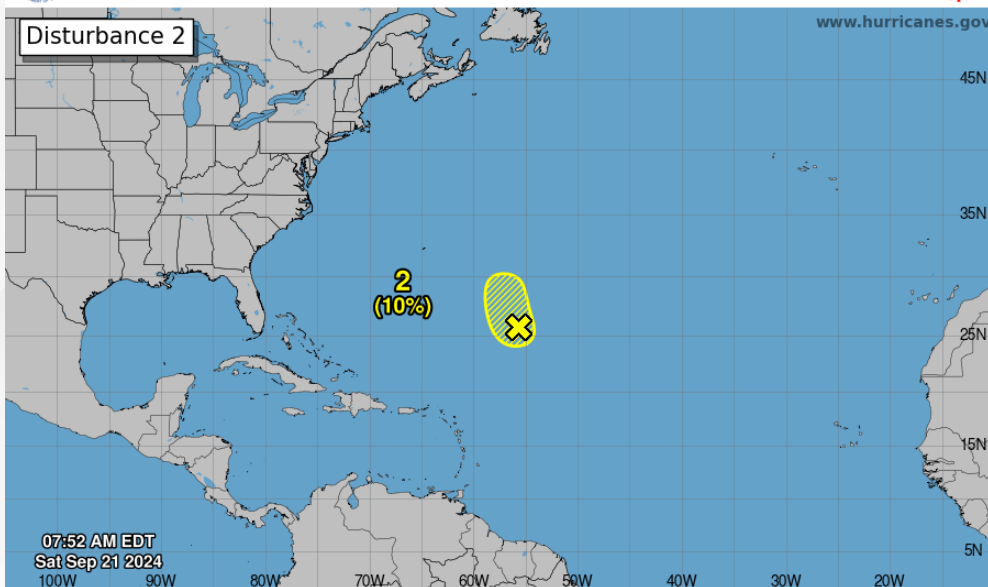 www.hurricanes.gov
Disturbance 2
45N
35N
2
(10%)
25N
15N
07:52 AM EDT
Sat Sep 21 2024
5N
100W 90W 80W 70W 60W 50W 40W 30W 20W